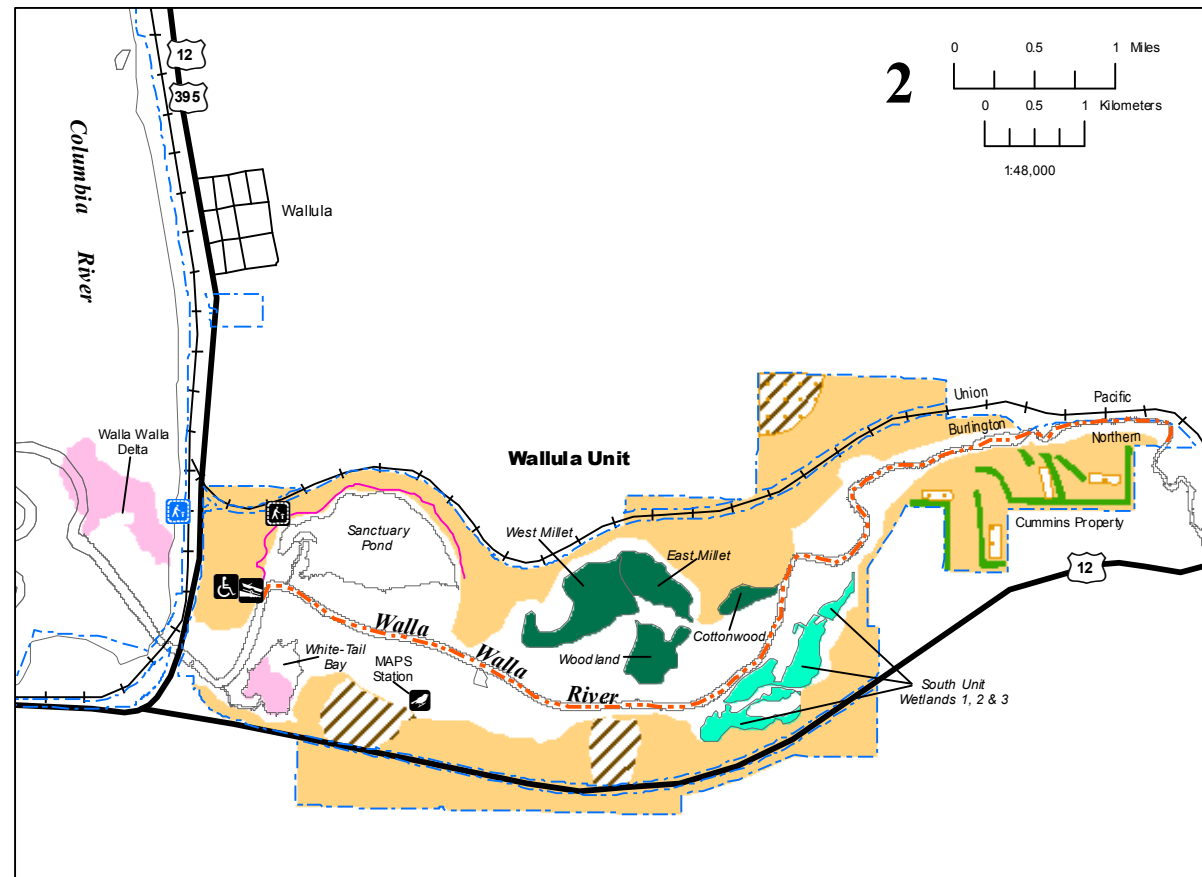 2
0 0.5 1 Miles
0 0.5 1 Kilometers
1:48,000
12
395
Columbia River
Wallula
Walla Walla
Delta
Wallula Unit
Union Pacific
Burlington Northern
Sanctuary
Pond
West Millet
East Millet
Cummins Property
12
Cottonwood
Woodland
Walla Walla River
White-Tail
Bay
MAPS
Station
South Unit
Wetlands 1, 2 & 3